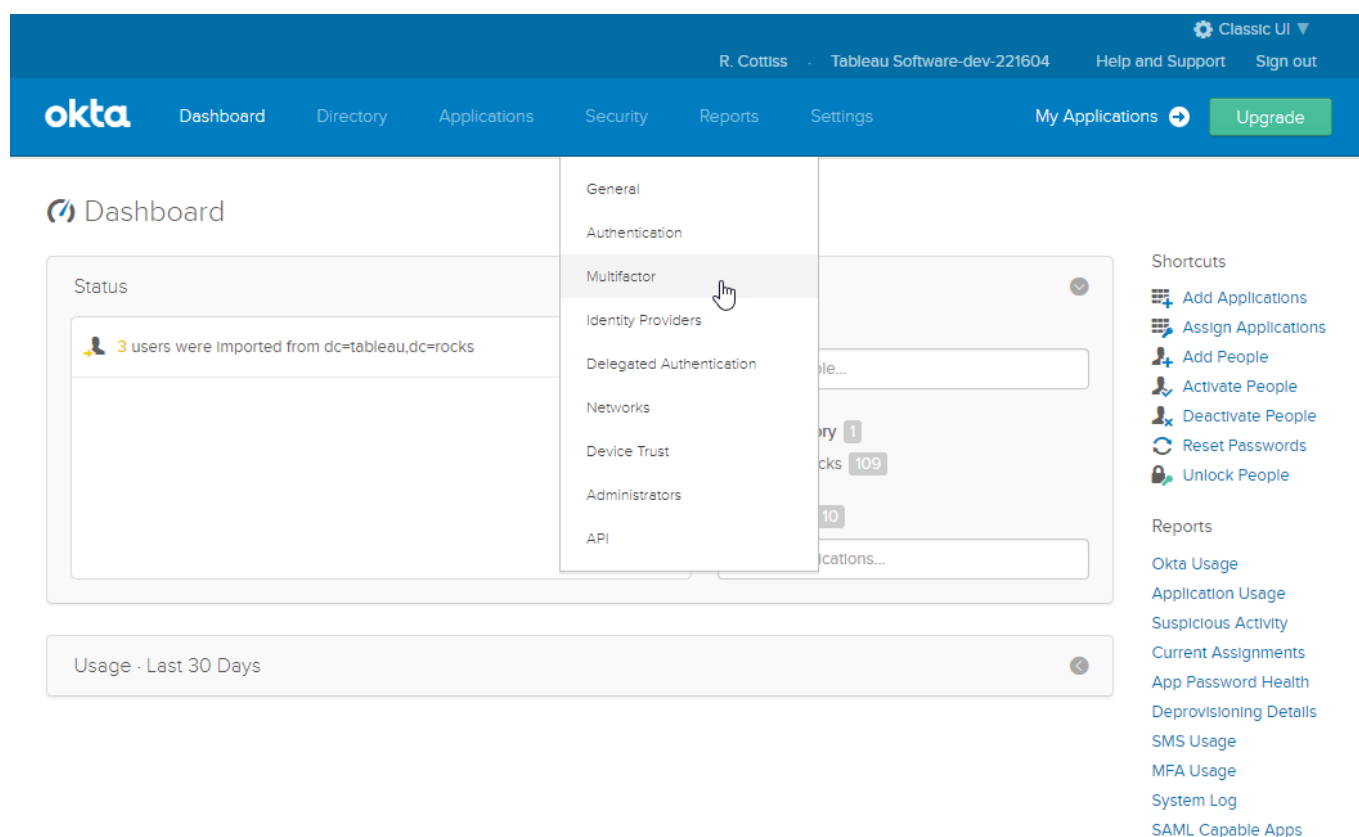 Classic UI ▼
R. Cottiss · Tableau Software-dev-221604 Help and Support Sign out
okta Dashboard Directory Applications Security Reports Settings My Applications Upgrade
Dashboard
Status
3 users were imported from dc=tableau,dc=rocks
General
Authentication
Multifactor
Identity Providers
Delegated Authentication
Networks
Device Trust
Administrators
API
1
109
10
Shortcuts
Add Applications
Assign Applications
Add People
Activate People
Deactivate People
Reset Passwords
Unlock People
Reports
Okta Usage
Application Usage
Suspicious Activity
Current Assignments
App Password Health
Deprovisioning Details
SMS Usage
MFA Usage
System Log
SAML Capable Apps
Usage · Last 30 Days